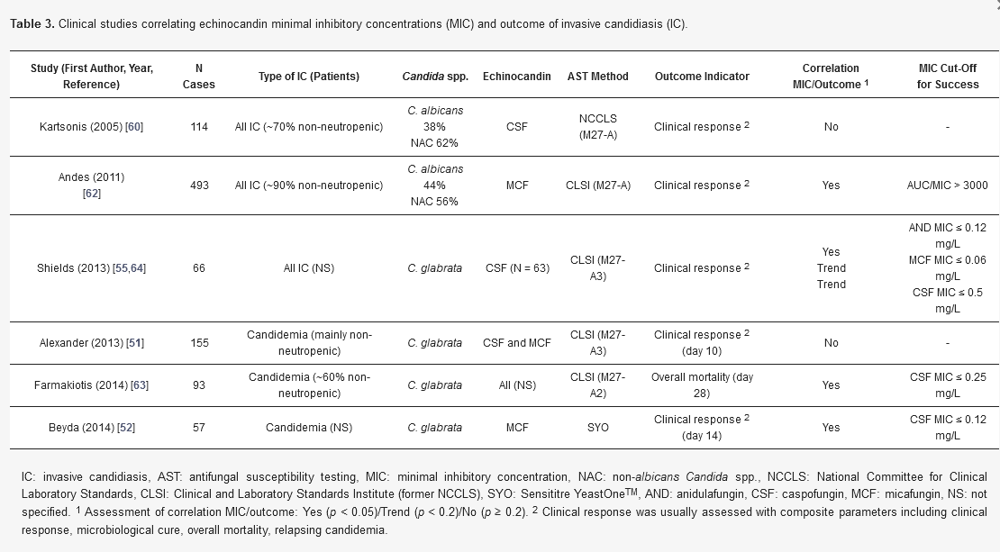 Table 3. Clinical studies correlating echinocandin minimal inhibitory concentrations (MIC) and outcome of invasive candidiasis (IC).
Study (First Author, Year, Reference) N Cases Type of IC (Patients) Candida spp. Echinocandin AST Method Outcome Indicator Correlation MIC/Outcome 1 MIC Cut-Off for Success
Kartsonis (2005) [60] 114 All IC (~70% non-neutropenic) C. albicans 38% NAC 62% CSF NCCLS (M27-A) Clinical response 2 No -
Andes (2011) [62] 493 All IC (~90% non-neutropenic) C. albicans 44% NAC 56% MCF CLSI (M27-A) Clinical response 2 Yes AUC/MIC > 3000
Shields (2013) [55,64] 66 All IC (NS) C. glabrata CSF (N = 63) CLSI (M27-A3) Clinical response 2 Yes Trend Trend AND MIC ≤ 0.12 mg/L MCF MIC ≤ 0.06 mg/L CSF MIC ≤ 0.5 mg/L
Alexander (2013) [51] 155 Candidemia (mainly non-neutropenic) C. glabrata CSF and MCF CLSI (M27-A3) Clinical response 2 (day 10) No -
Farmakiotis (2014) [63] 93 Candidemia (~60% non-neutropenic) C. glabrata All (NS) CLSI (M27-A2) Overall mortality (day 28) Yes CSF MIC ≤ 0.25 mg/L
Beyda (2014) [52] 57 Candidemia (NS) C. glabrata MCF SYO Clinical response 2 (day 14) Yes CSF MIC ≤ 0.12 mg/L
IC: invasive candidiasis, AST: antifungal susceptibility testing, MIC: minimal inhibitory concentration, NAC: non-albicans Candida spp., NCCLS: National Committee for Clinical
Laboratory Standards, CLSI: Clinical and Laboratory Standards Institute (former NCCLS), SYO: Sensititre YeastOneTM, AND: anidulafungin, CSF: caspofungin, MCF: micafungin, NS: not
specified. 1 Assessment of correlation MIC/outcome: Yes (p < 0.05)/Trend (p < 0.2)/No (p ≥ 0.2). 2 Clinical response was usually assessed with composite parameters including clinical
response, microbiological cure, overall mortality, relapsing candidemia.